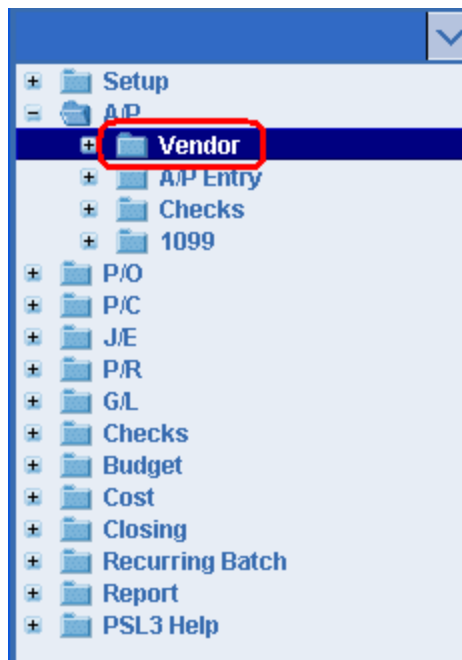 Setup
A/P
Vendor
A/P Entry
Checks
1099
P/O
P/C
J/E
P/R
G/L
Checks
Budget
Cost
Closing
Recurring Batch
Report
PSL3 Help